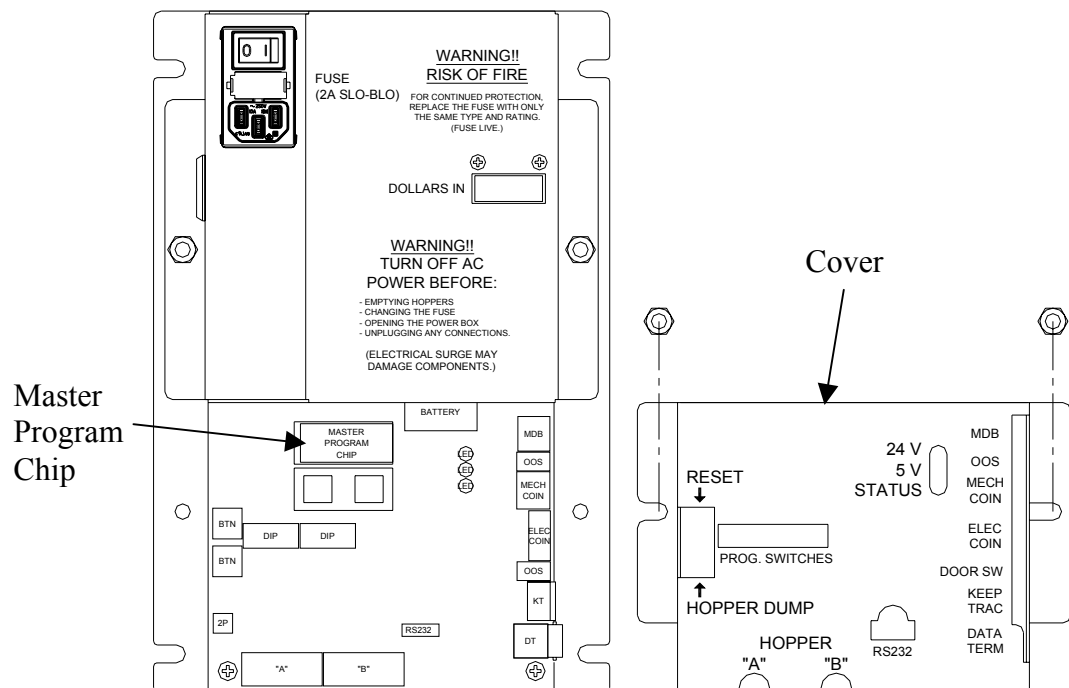 0 1
FUSE
(2A SLO-BLO)
WARNING!!
RISK OF FIRE
FOR CONTINUED PROTECTION,
REPLACE THE FUSE WITH ONLY
THE SAME TYPE AND RATING.
(FUSE LIVE.)
DOLLARS IN
WARNING!!
TURN OFF AC
POWER BEFORE:
- EMPTYING HOPPERS
- CHANGING THE FUSE
- OPENING THE POWER BOX
- UNPLUGGING ANY CONNECTIONS.
(ELECTRICAL SURGE MAY
DAMAGE COMPONENTS.)
Master
Program
Chip
BATTERY
MASTER
PROGRAM
CHIP
LED
LED
LED
MDB
OOS
MECH
COIN
ELEC
COIN
OOS
KT
DT
BTN
BTN
DIP
DIP
2P
RS232
"A"
"B"
Cover
24 V
5 V
STATUS
RESET
PROG. SWITCHES
HOPPER DUMP
HOPPER
"A"
"B"
RS232
MDB
OOS
MECH
COIN
ELEC
COIN
DOOR SW
KEEP
TRAC
DATA
TERM